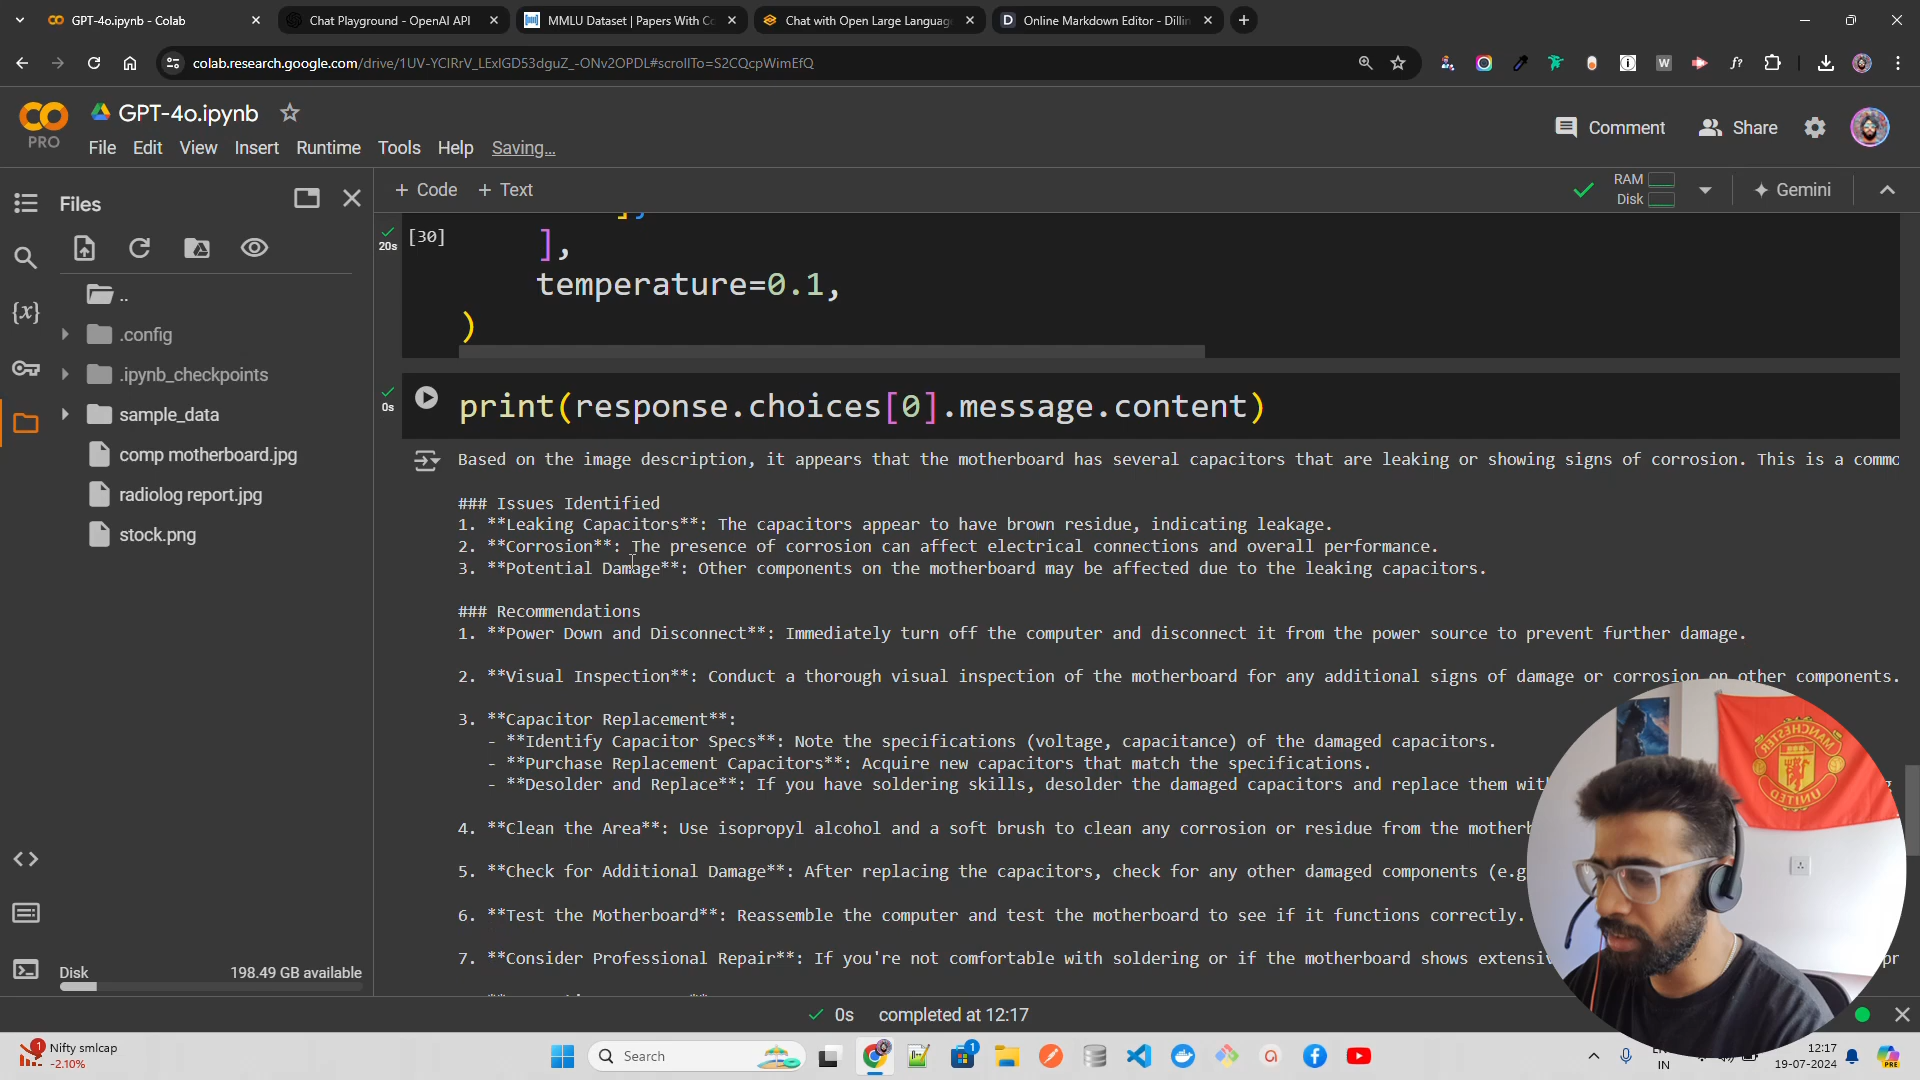 GPT-4o.ipynb - Colab
Chat Playground - OpenAI API
MMLU Dataset | Papers With Co
Chat with Open Large Languag
Online Markdown Editor - Dillin
colab.research.google.com/drive/1UV-YClRrV_LExIGD53dguZ_-ONv2OPDL#scrollTo=S2CQcpWimEfQ
PRO
GPT-4o.ipynb
File Edit View Insert Runtime Tools Help Saving...
Comment
Share
Files
+ Code + Text
RAM
Disk
Gemini
..
.config
.ipynb_checkpoints
sample_data
comp motherboard.jpg
radiolog report.jpg
stock.png
Disk 198.49 GB available
20s
[30]
],
temperature=0.1,
)
0s
print(response.choices[0].message.content)
Based on the image description, it appears that the motherboard has several capacitors that are leaking or showing signs of corrosion. This is a commo
### Issues Identified
1. **Leaking Capacitors**: The capacitors appear to have brown residue, indicating leakage.
2. **Corrosion**: The presence of corrosion can affect electrical connections and overall performance.
3. **Potential Damage**: Other components on the motherboard may be affected due to the leaking capacitors.
### Recommendations
1. **Power Down and Disconnect**: Immediately turn off the computer and disconnect it from the power source to prevent further damage.
2. **Visual Inspection**: Conduct a thorough visual inspection of the motherboard for any additional signs of damage or corrosion on other components.
3. **Capacitor Replacement**:
- **Identify Capacitor Specs**: Note the specifications (voltage, capacitance) of the damaged capacitors.
- **Purchase Replacement Capacitors**: Acquire new capacitors that match the specifications.
- **Desolder and Replace**: If you have soldering skills, desolder the damaged capacitors and replace them wit
4. **Clean the Area**: Use isopropyl alcohol and a soft brush to clean any corrosion or residue from the motherb
5. **Check for Additional Damage**: After replacing the capacitors, check for any other damaged components (e.g
6. **Test the Motherboard**: Reassemble the computer and test the motherboard to see if it functions correctly.
7. **Consider Professional Repair**: If you're not comfortable with soldering or if the motherboard shows extensiv
MANCHESTER
UNITED
0s completed at 12:17
Nifty smlcap
-2.10%
Search
IN
12:17
19-07-2024